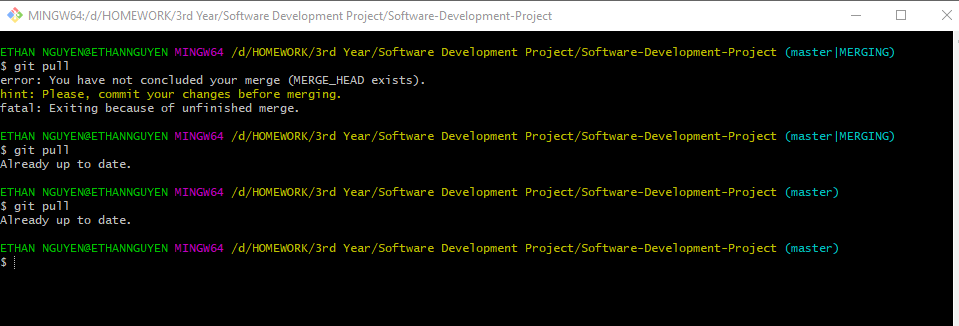 MINGW64:/d/HOMEWORK/3rd Year/Software Development Project/Software-Development-Project
ETHAN NGUYEN@ETHANNGUYEN MINGW64 /d/HOMEWORK/3rd Year/Software Development Project/Software-Development-Project (master|MERGING)
$ git pull
error: You have not concluded your merge (MERGE_HEAD exists).
hint: Please, commit your changes before merging.
fatal: Exiting because of unfinished merge.
ETHAN NGUYEN@ETHANNGUYEN MINGW64 /d/HOMEWORK/3rd Year/Software Development Project/Software-Development-Project (master|MERGING)
$ git pull
Already up to date.
ETHAN NGUYEN@ETHANNGUYEN MINGW64 /d/HOMEWORK/3rd Year/Software Development Project/Software-Development-Project (master)
$ git pull
Already up to date.
ETHAN NGUYEN@ETHANNGUYEN MINGW64 /d/HOMEWORK/3rd Year/Software Development Project/Software-Development-Project (master)
$